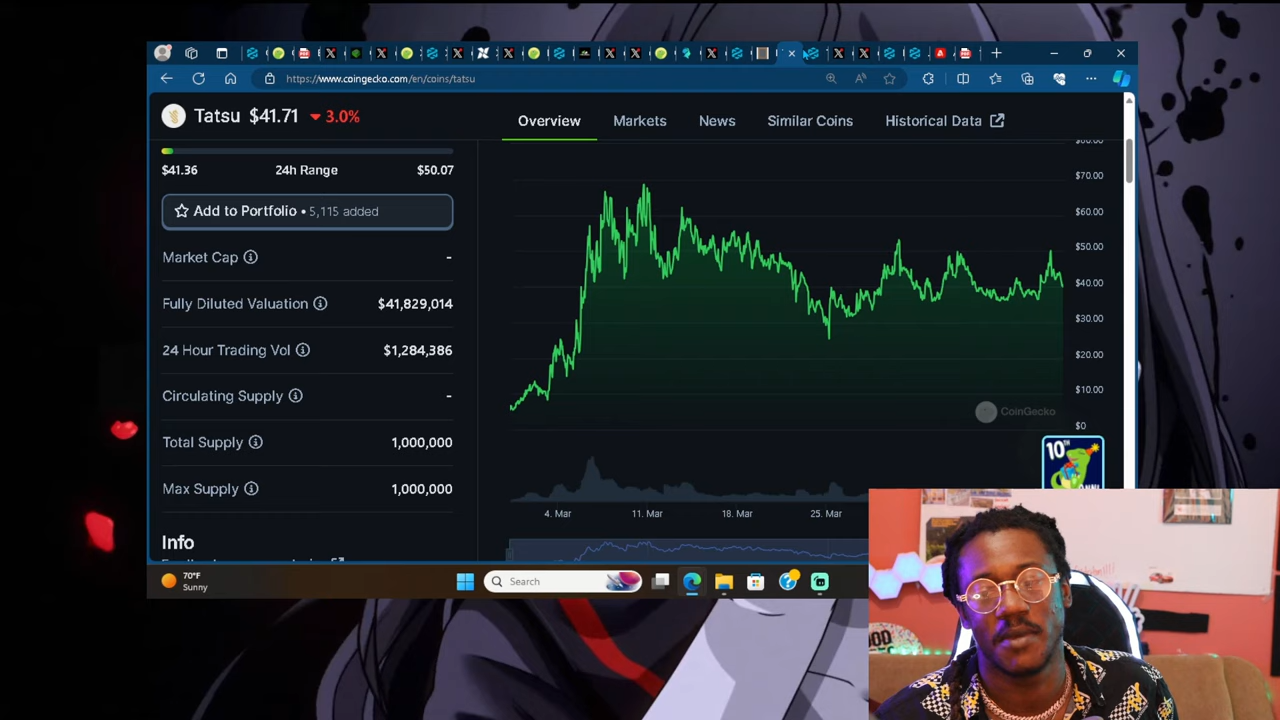 https://www.coingecko.com/en/coins/tatsu
Tatsu $41.71 3.0%
Overview Markets News Similar Coins Historical Data
$41.36 24h Range $50.07
Add to Portfolio • 5,115 added
Market Cap -
Fully Diluted Valuation $41,829,014
24 Hour Trading Vol $1,284,386
Circulating Supply -
Total Supply 1,000,000
Max Supply 1,000,000
Info
$70.00
$60.00
$50.00
$40.00
$30.00
$20.00
$10.00
$0
CoinGecko
10TH
4. Mar 11. Mar 18. Mar 25. Mar
70°F
Sunny
Search